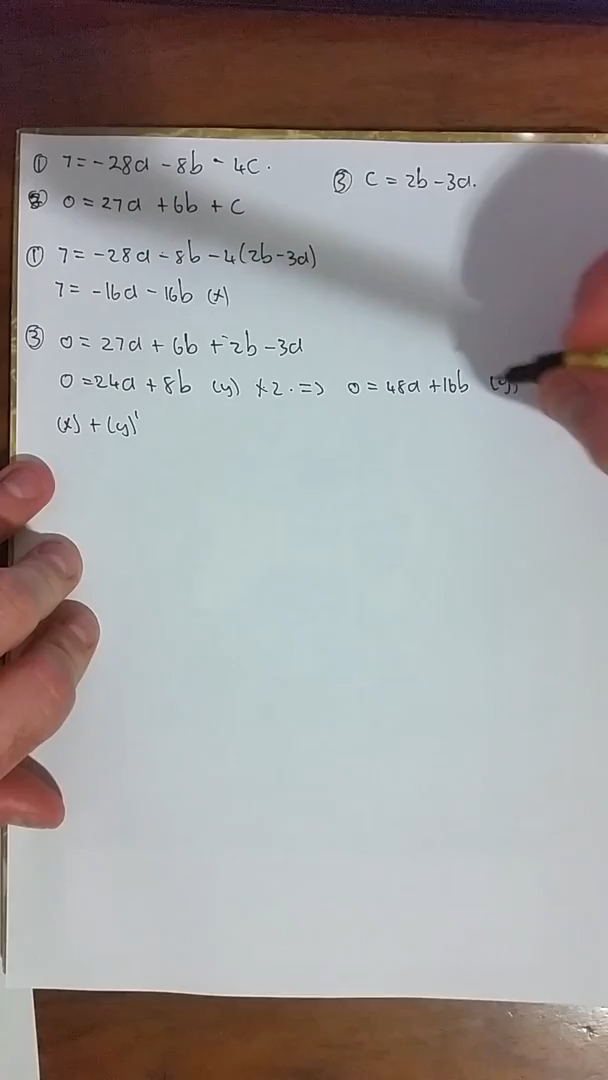 ① 7 = -28a - 8b - 4c.
③ c = 2b - 3a.
② 0 = 27a + 6b + c
① 7 = -28a - 8b - 4(2b - 3a)
7 = -16a - 16b (x)
③ 0 = 27a + 6b + 2b - 3a
0 = 24a + 8b (y) × 2. => 0 = 48a + 16b (y)
(x) + (y)'